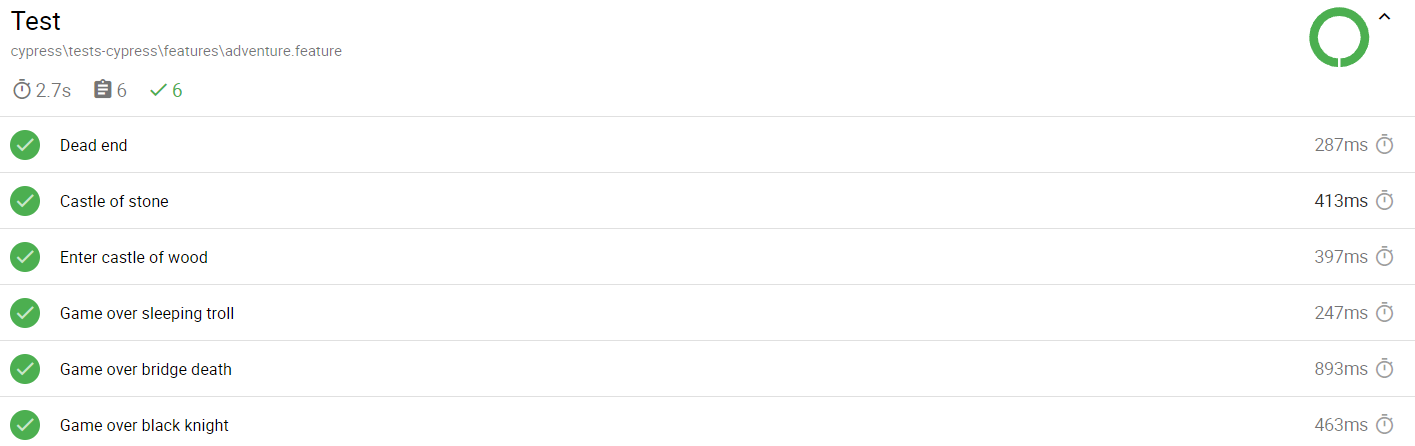 Test
cypress\tests-cypress\features\adventure.feature
2.7s 6 6
Dead end 287ms
Castle of stone 413ms
Enter castle of wood 397ms
Game over sleeping troll 247ms
Game over bridge death 893ms
Game over black knight 463ms